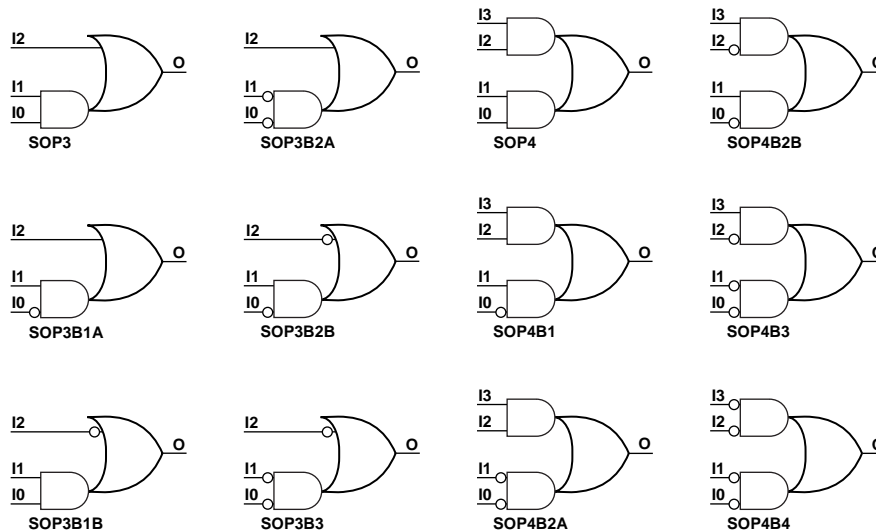 I2
O
I1
I0
SOP3
I2
O
I1
I0
SOP3B2A
I3
I2
O
I1
I0
SOP4
I3
I2
I1
I0
SOP4B2B
I2
O
I1
I0
SOP3B1A
I2
O
I1
I0
SOP3B2B
I3
I2
O
I1
I0
SOP4B1
I3
I2
I1
I0
SOP4B3
I2
O
I1
I0
SOP3B1B
I2
O
I1
I0
SOP3B3
I3
I2
O
I1
I0
SOP4B2A
I3
I2
O
I1
I0
SOP4B4